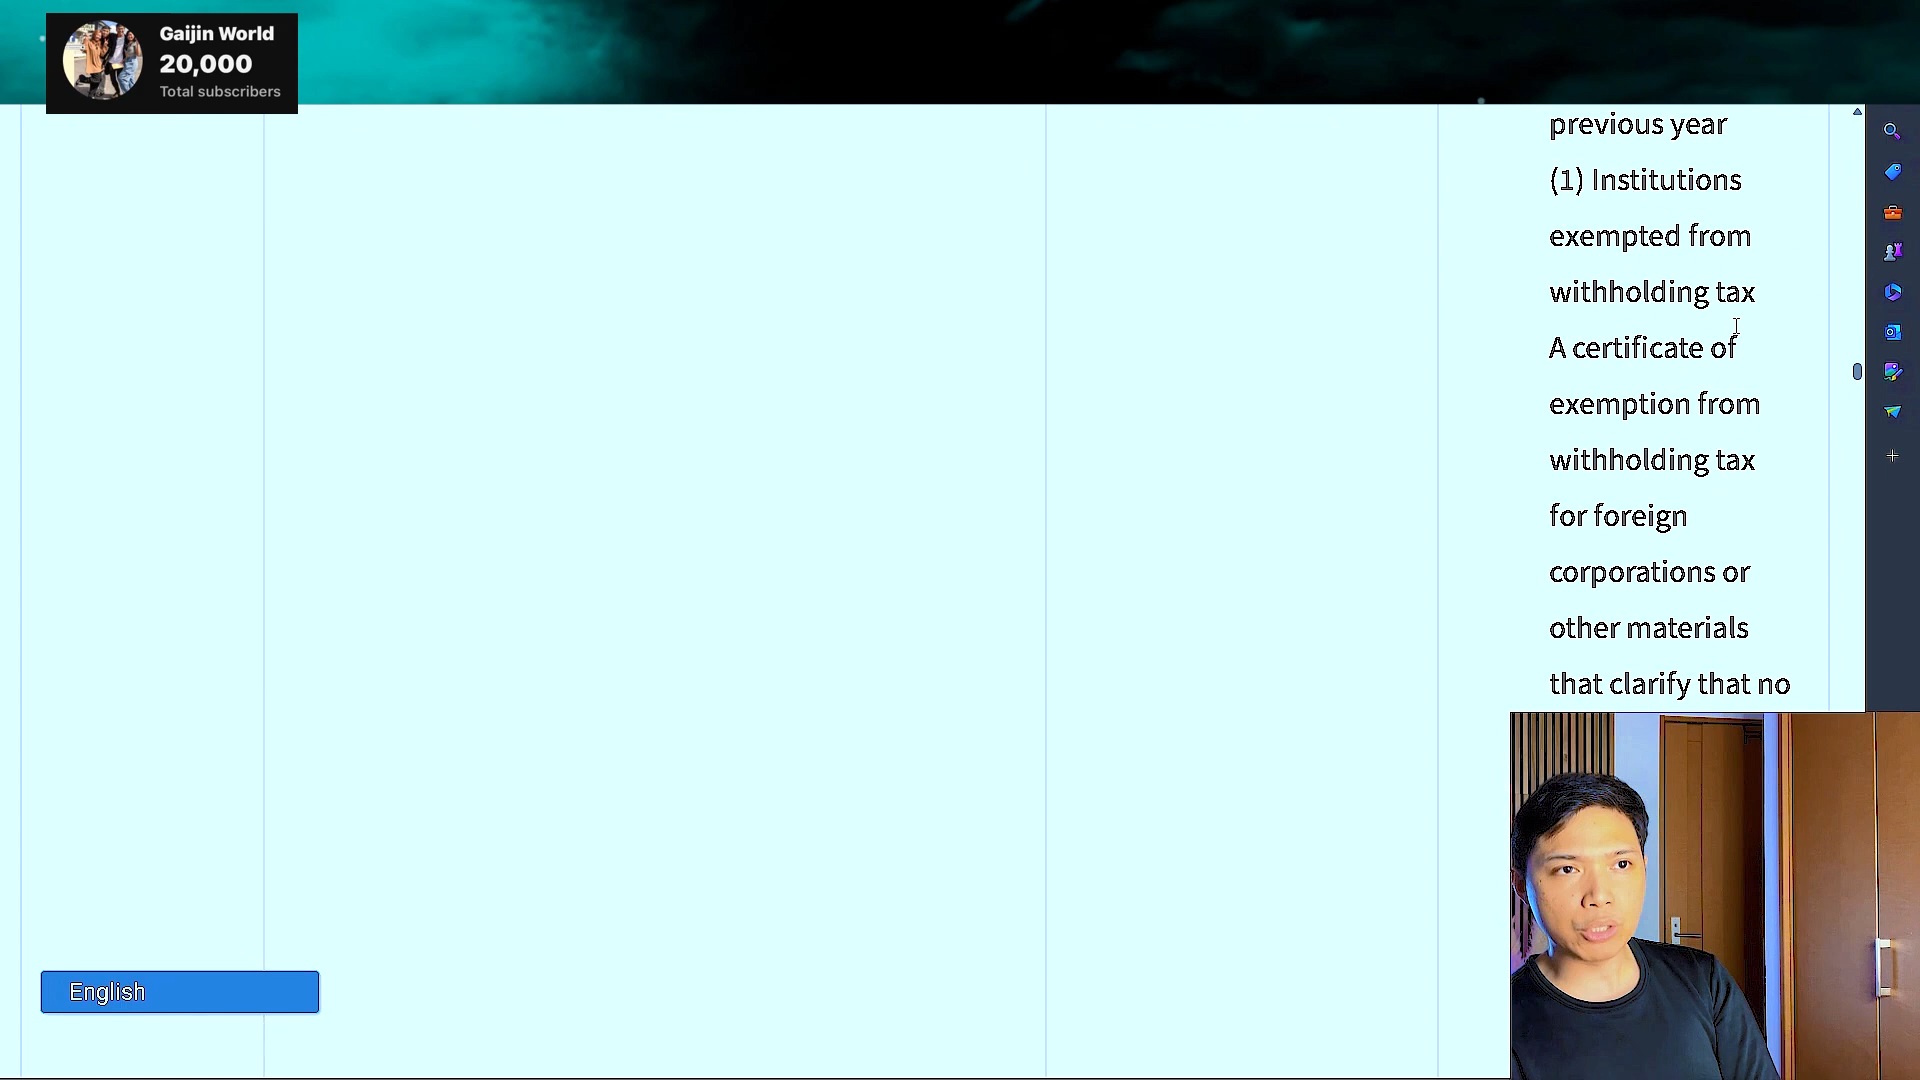 Gaijin World
20,000
Total subscribers
previous year
(1) Institutions
exempted from
withholding tax
A certificate of
exemption from
withholding tax
for foreign
corporations or
other materials
that clarify that no
English